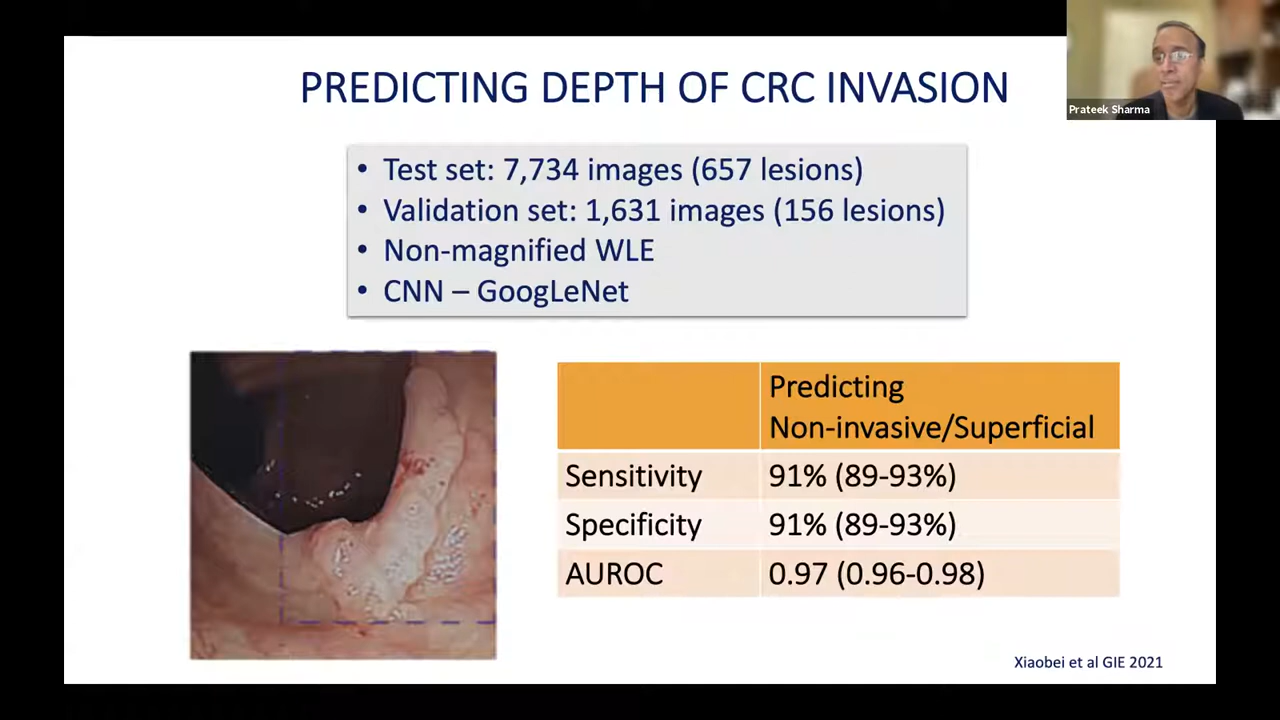 PREDICTING DEPTH OF CRC INVASION
Prateek Sharma
• Test set: 7,734 images (657 lesions)
• Validation set: 1,631 images (156 lesions)
• Non-magnified WLE
• CNN – GoogLeNet
Predicting
Non-invasive/Superficial
Sensitivity 91% (89-93%)
Specificity 91% (89-93%)
AUROC 0.97 (0.96-0.98)
Xiaobei et al GIE 2021